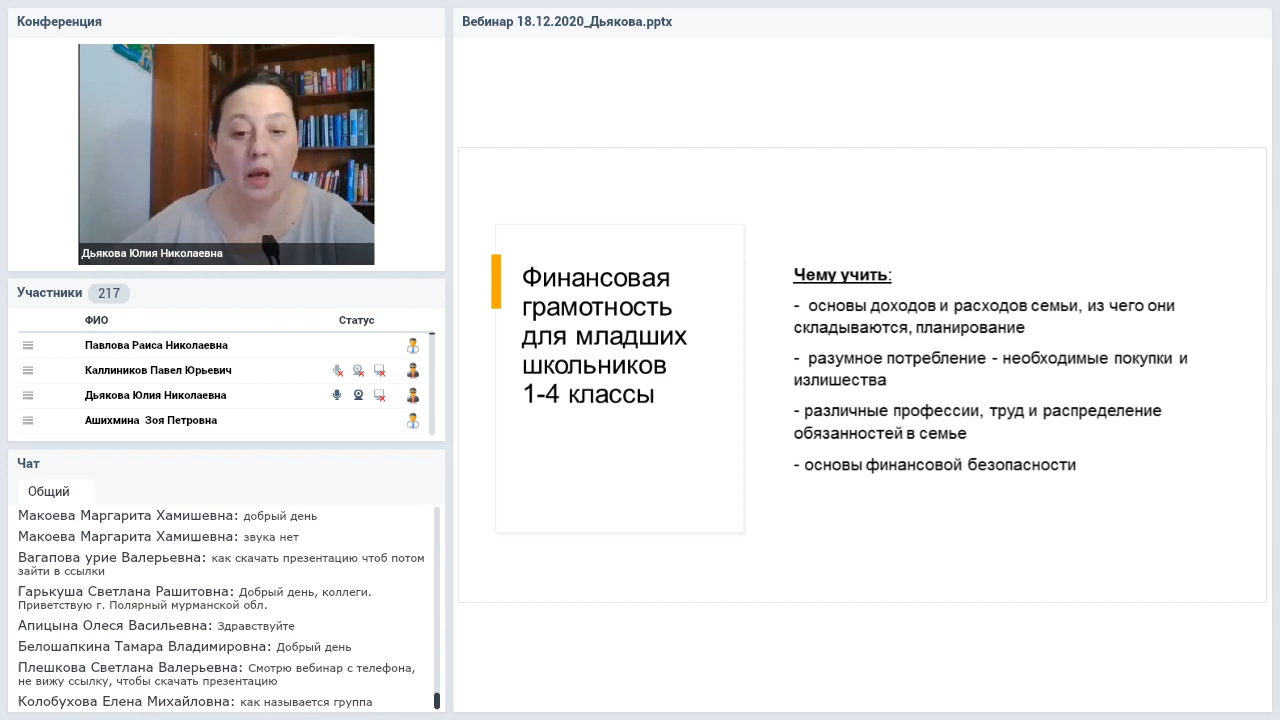 Конференция
Дьякова Юлия Николаевна
Участники 217
ФИО Статус
Павлова Раиса Николаевна
Каллиников Павел Юрьевич
Дьякова Юлия Николаевна
Ашихмина Зоя Петровна
Чат
Общий
Макоева Маргарита Хамишевна: добрый день
Макоева Маргарита Хамишевна: звука нет
Вагапова урие Валерьевна: как скачать презентацию чтоб потом
зайти в ссылки
Гарькуша Светлана Рашитовна: Добрый день, коллеги.
Приветствую г. Полярный мурманской обл.
Апицына Олеся Васильевна: Здравствуйте
Белошапкина Тамара Владимировна: Добрый день
Плешкова Светлана Валерьевна: Смотрю вебинар с телефона,
не вижу ссылку, чтобы скачать презентацию
Колобухова Елена Михайловна: как называется группа
Вебинар 18.12.2020_Дьякова.pptx
Финансовая
грамотность
для младших
школьников
1-4 классы
Чему учить:
- основы доходов и расходов семьи, из чего они
складываются, планирование
- разумное потребление - необходимые покупки и
излишества
- различные профессии, труд и распределение
обязанностей в семье
- основы финансовой безопасности